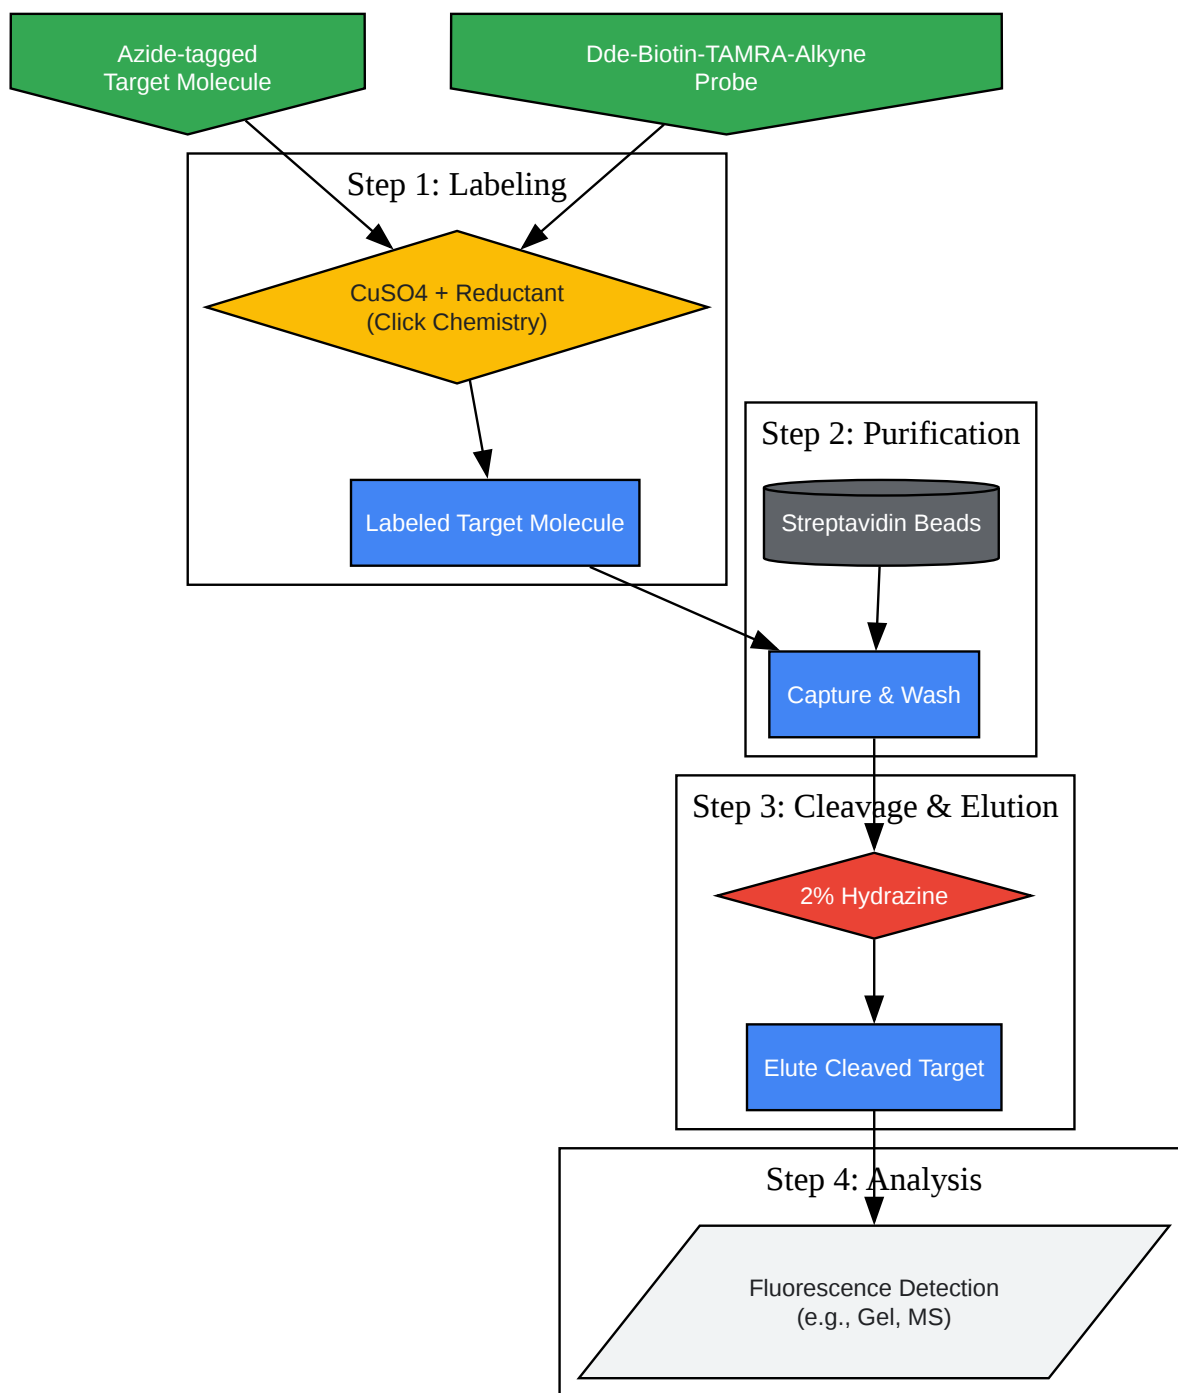 Azide-tagged
Target Molecule
Dde-Biotin-TAMRA-Alkyne
Probe
Step 1: Labeling
CuSO4 + Reductant
(Click Chemistry)
Labeled Target Molecule
Step 2: Purification
Streptavidin Beads
Capture & Wash
Step 3: Cleavage & Elution
2% Hydrazine
Elute Cleaved Target
Step 4: Analysis
Fluorescence Detection
(e.g., Gel, MS)